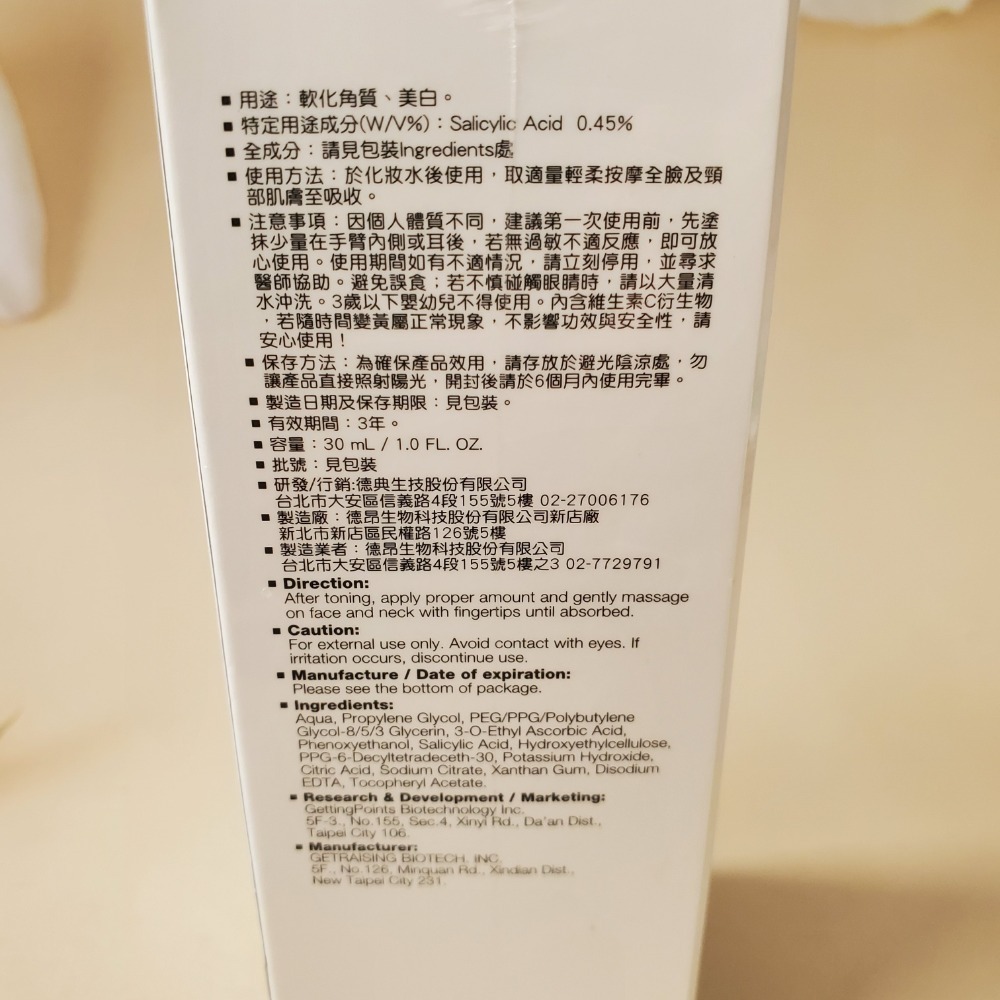 ▪ 用途：軟化角質、美白。
▪ 特定用途成分(W/V%)：Salicylic Acid 0.45%
▪ 全成分：請見包裝Ingredients處
▪ 使用方法：於化妝水後使用，取適量輕柔按摩全臉及頸
部肌膚至吸收。
▪ 注意事項：因個人體質不同，建議第一次使用前，先塗
抹少量在手臂內側或耳後，若無過敏不適反應，即可放
心使用。使用期間如有不適情況，請立刻停用，並尋求
醫師協助。避免誤食；若不慎碰觸眼睛時，請以大量清
水沖洗。3歲以下嬰幼兒不得使用。內含維生素C衍生物
，若隨時間變黃屬正常現象，不影響功效與安全性，請
安心使用！
▪ 保存方法：為確保產品效用，請存放於避光陰涼處，勿
讓產品直接照射陽光，開封後請於6個月內使用完畢。
▪ 製造日期及保存期限：見包裝。
▪ 有效期間：3年。
▪ 容量：30 mL / 1.0 FL. OZ.
▪ 批號：見包裝
▪ 研發/行銷:德典生技股份有限公司
台北市大安區信義路4段155號5樓 02-27006176
▪ 製造廠：德昂生物科技股份有限公司新店廠
新北市新店區民權路126號5樓
▪ 製造業者：德昂生物科技股份有限公司
台北市大安區信義路4段155號5樓之3 02-7729791
▪ Direction:
After toning, apply proper amount and gently massage
on face and neck with fingertips until absorbed.
▪ Caution:
For external use only. Avoid contact with eyes. If
irritation occurs, discontinue use.
▪ Manufacture / Date of expiration:
Please see the bottom of package.
▪ Ingredients:
Aqua, Propylene Glycol, PEG/PPG/Polybutylene
Glycol-8/5/3 Glycerin, 3-O-Ethyl Ascorbic Acid,
Phenoxyethanol, Salicylic Acid, Hydroxyethylcellulose,
PPG-6-Decyltetradeceth-30, Potassium Hydroxide,
Citric Acid, Sodium Citrate, Xanthan Gum, Disodium
EDTA, Tocopheryl Acetate.
▪ Research & Development / Marketing:
GettingPoints Biotechnology Inc.
5F-3., No.155, Sec.4, Xinyi Rd., Da'an Dist.,
Taipei City 106.
▪ Manufacturer:
GETRAISING BIOTECH. INC.
5F., No.126, Minquan Rd., Xindian Dist.,
New Taipei City 231.